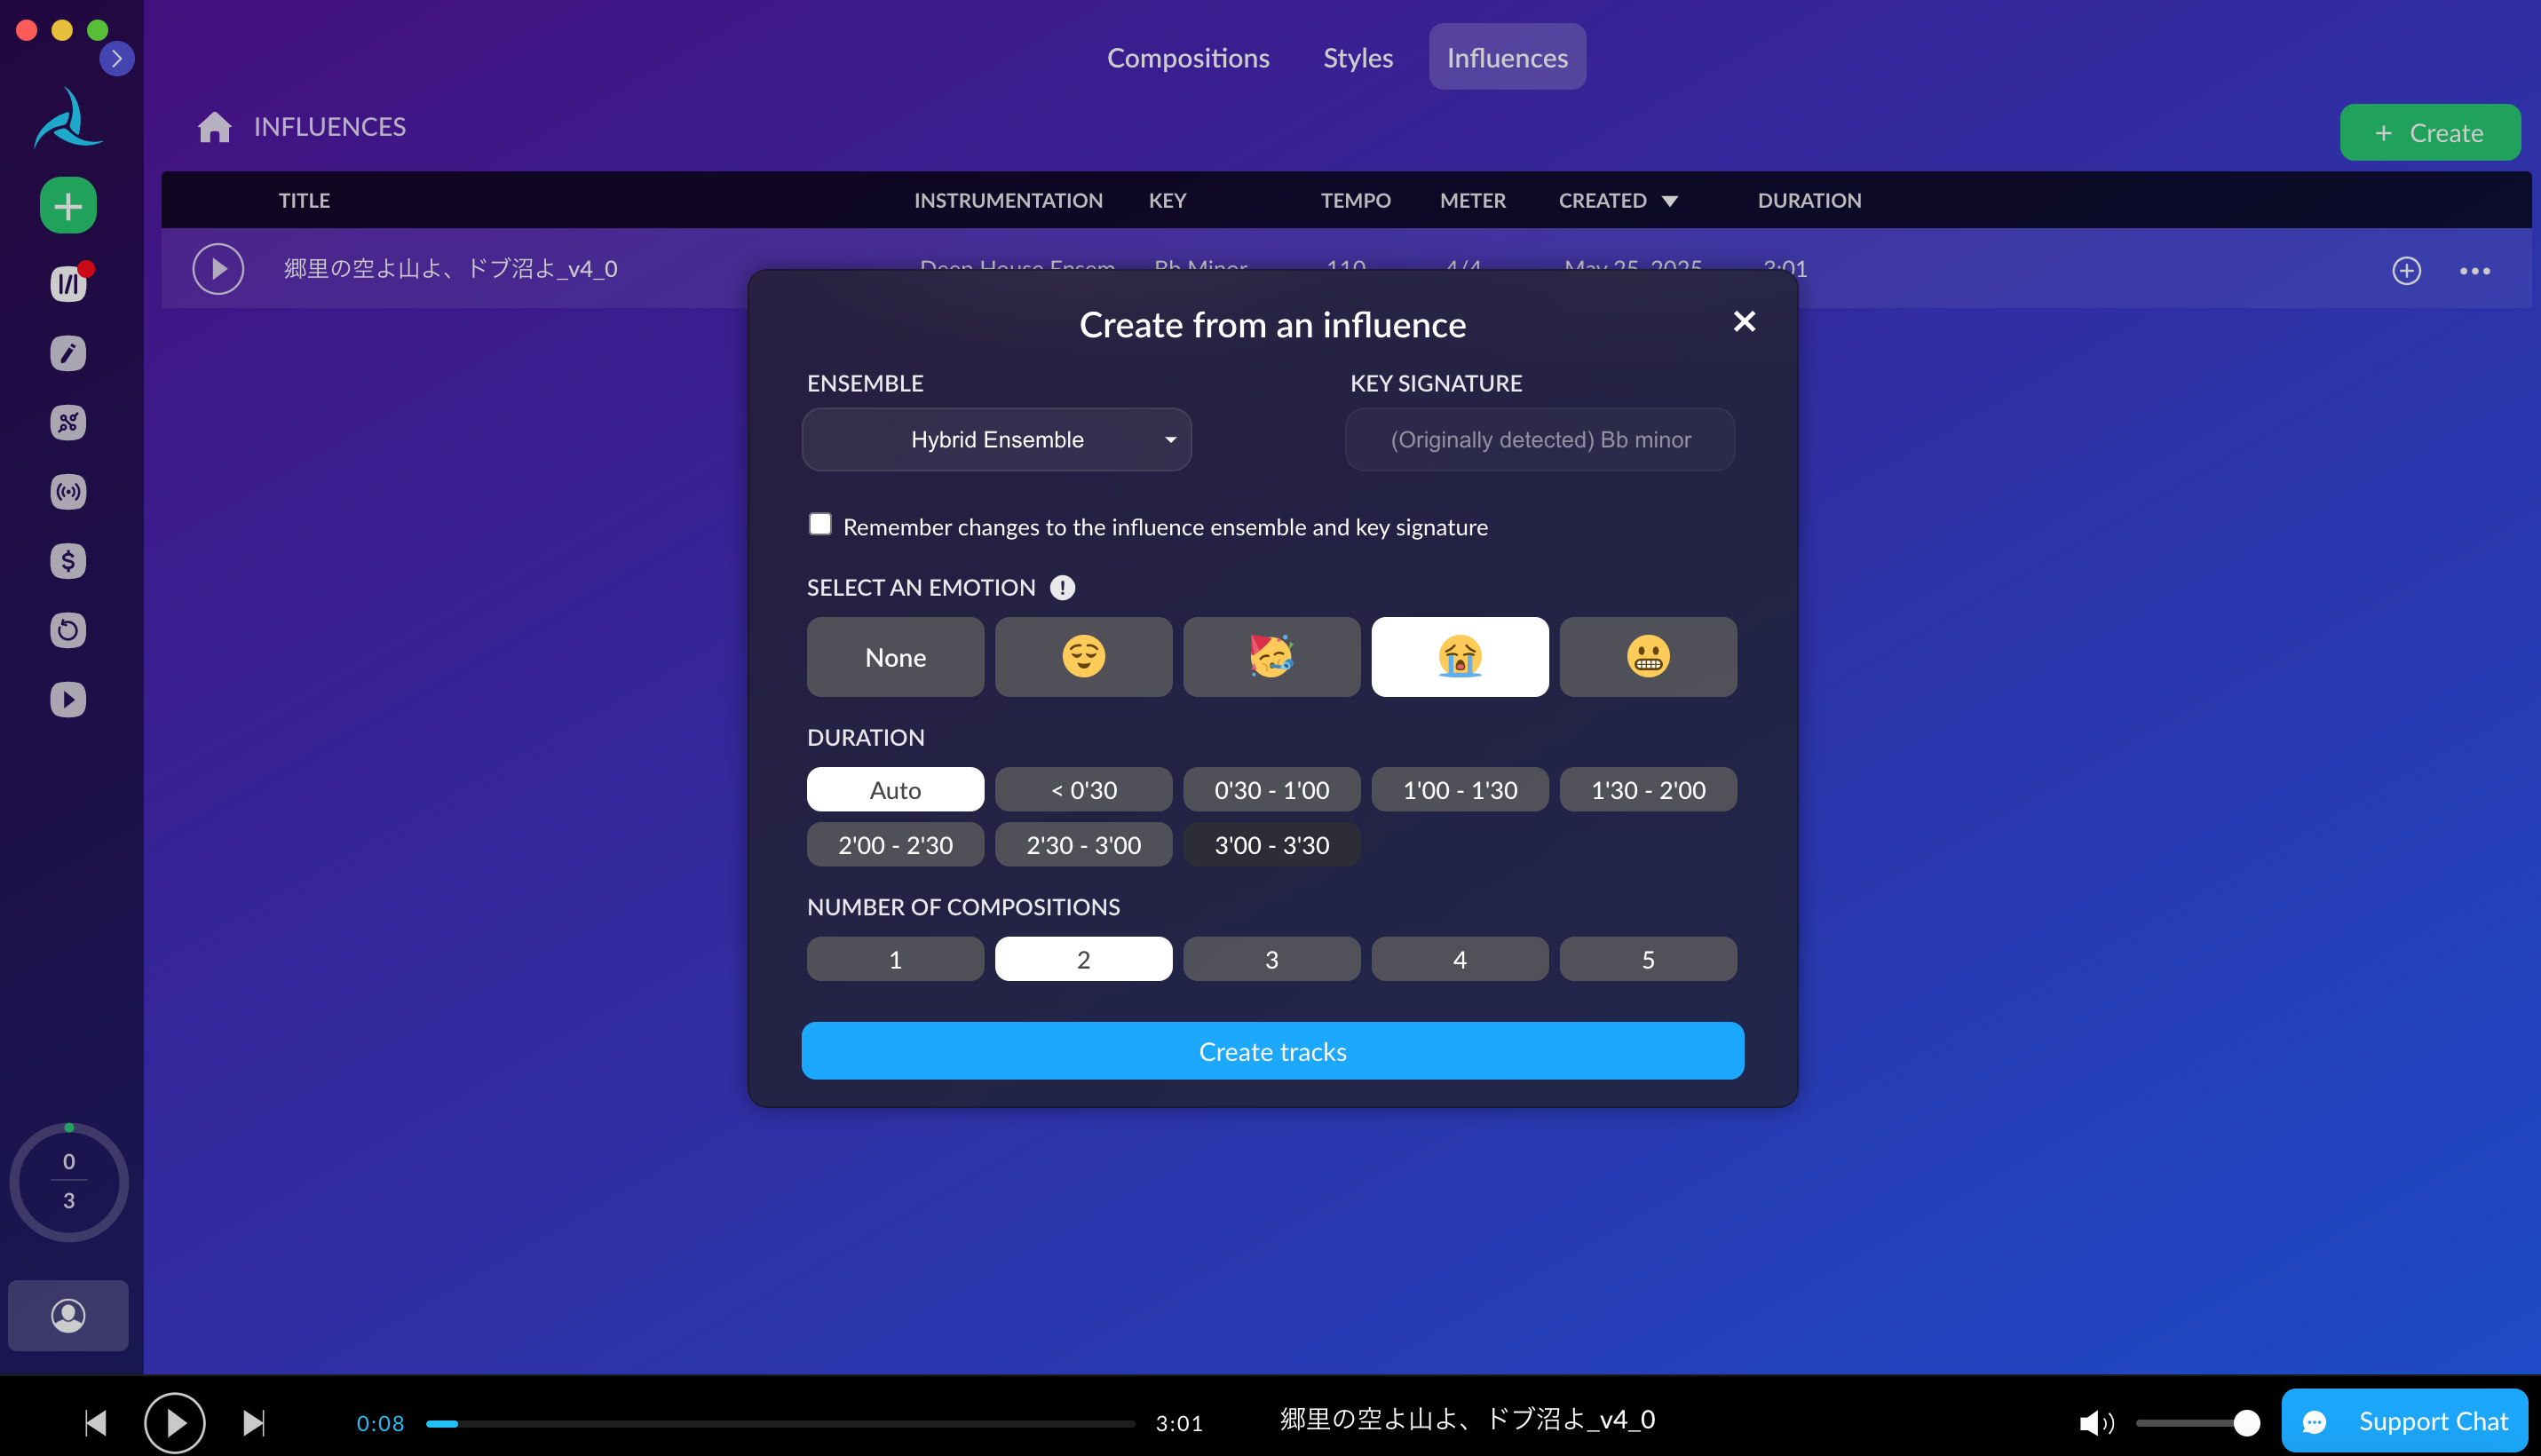 Compositions Styles Influences
INFLUENCES
+ Create
TITLE INSTRUMENTATION KEY TEMPO METER CREATED DURATION
郷里の空よ山よ、ドブ沼よ_v4_0 Deep House Ensem Bb Minor 110 4/4 May 25, 2025 3:01
Create from an influence
ENSEMBLE KEY SIGNATURE
Hybrid Ensemble (Originally detected) Bb minor
Remember changes to the influence ensemble and key signature
SELECT AN EMOTION !
None
DURATION
Auto < 0'30 0'30 - 1'00 1'00 - 1'30 1'30 - 2'00
2'00 - 2'30 2'30 - 3'00 3'00 - 3'30
NUMBER OF COMPOSITIONS
1 2 3 4 5
Create tracks
0
3
0:08 3:01 郷里の空よ山よ、ドブ沼よ_v4_0 Support Chat